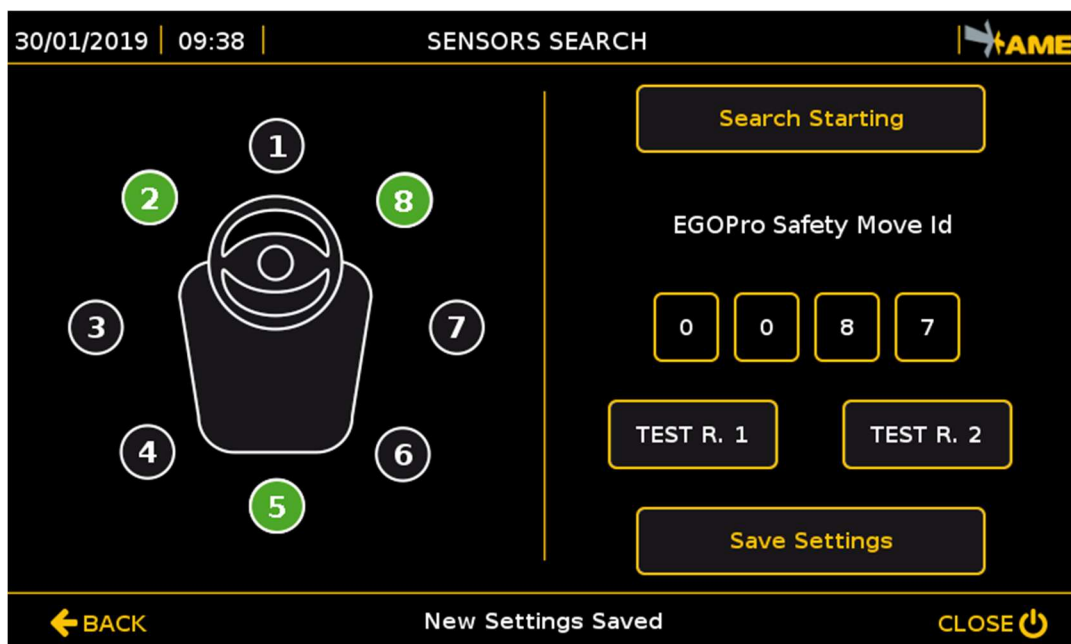 30/01/2019 09:38 SENSORS SEARCH AME
1
2
8
3
7
4
6
5
Search Starting
EGOPro Safety Move Id
0 0 8 7
TEST R. 1 TEST R. 2
Save Settings
BACK New Settings Saved CLOSE